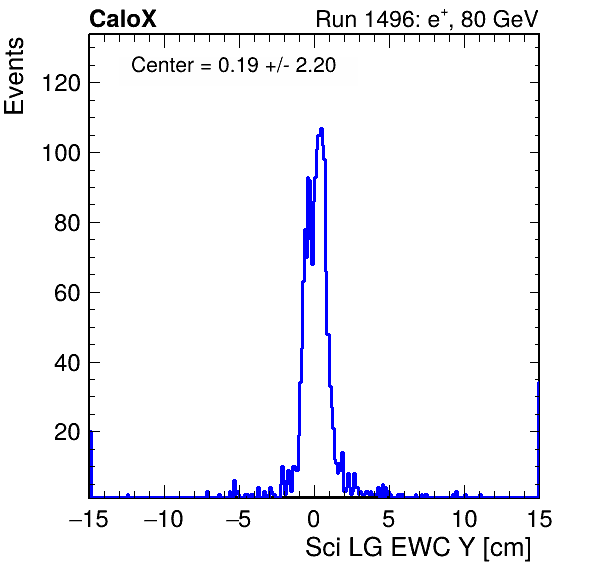 CaloX Run 1496: e⁺, 80 GeV
Center = 0.19 +/- 2.20
Events
120
100
80
60
40
20
−15 −10 −5 0 5 10 15
Sci LG EWC Y [cm]